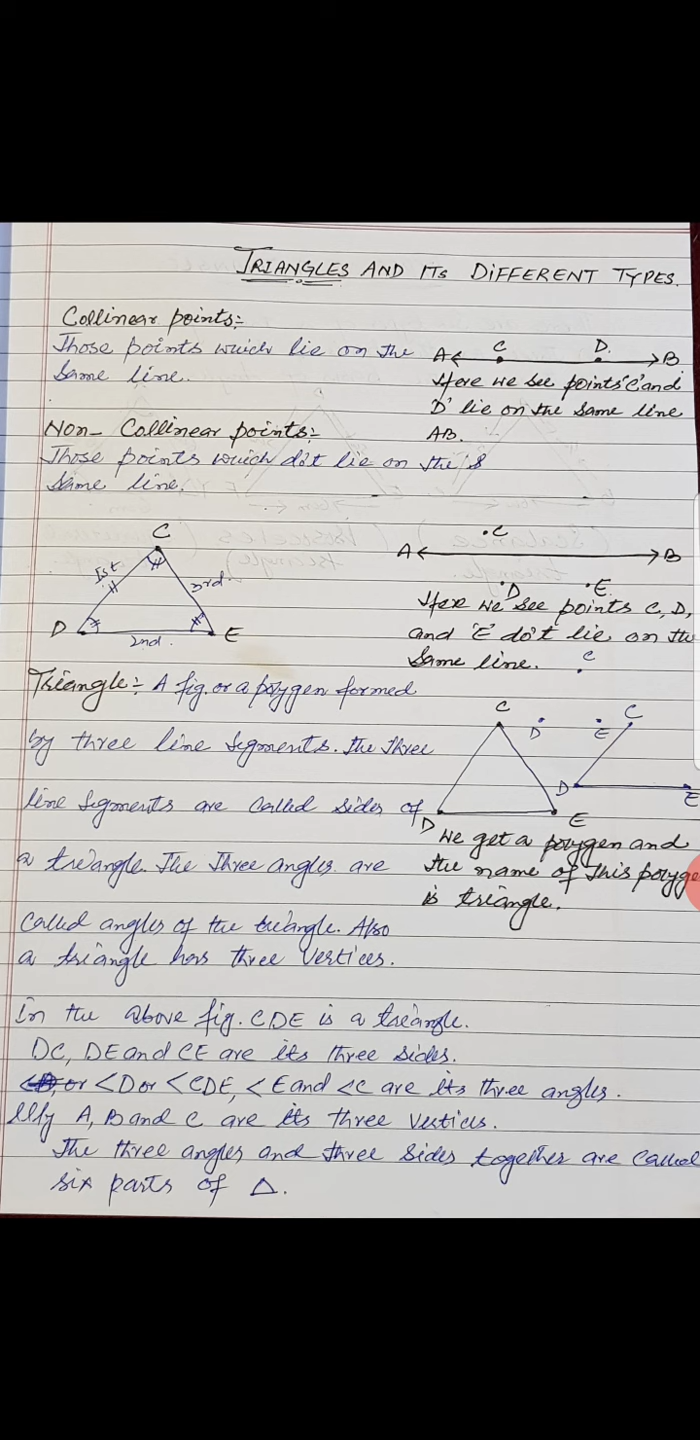 TRIANGLES AND ITS DIFFERENT TYPES.
Collinear points:-
Those points which lie on the
same line.
A C D. B
Here we see points 'C' and
'D' lie on the same line
AB.
Non- Collinear points:-
Those points which do't lie on the S
same line.
.C
A B
.D .E
Here we see points C, D,
and 'E' do't lie on the
same line. C
C
Ist 3rd.
D 2nd. E
Triangle:- A fig. or a polygen formed
by three line segments. The three
line segments are called sides of
a triangle. The three angles are
called angles of the triangle. Also
a triangle has three vertices.
C D E C
D E D E
We get a polygen and
the name of this polyge
is triangle.
In the above fig. CDE is a triangle.
DC, DE and CE are its three sides.
or <D or <CDE, <E and <C are its three angles.
llly A, B and C are its three vertices.
The three angles and three sides together are called
six parts of △.